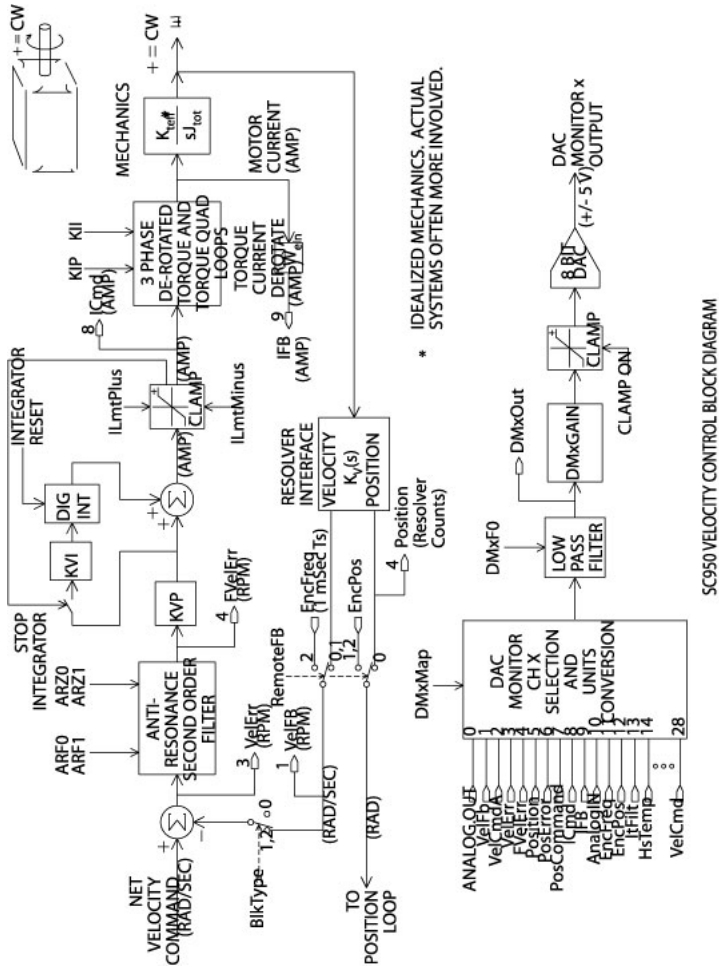 + = CW
NET
VELOCITY
COMMAND
(RAD/SEC)
+
-
Σ
BlkType
1,2
0
3
VelErr
(RPM)
ARF0
ARF1
ARZ0
ARZ1
ANTI-
RESONANCE
SECOND ORDER
FILTER
4
FVelErr
(RPM)
KVP
STOP
INTEGRATOR
KVI
DIG
INT
INTEGRATOR
RESET
+
+
Σ
(AMP)
ILmtPlus
ILmtMinus
+
CLAMP
(AMP)
8
ICmd
(AMP)
KIP
KII
3 PHASE
DE-ROTATED
TORQUE AND
TORQUE QUAD
LOOPS
TORQUE
CURRENT
DEROTATE
(AMP)
9
IFB
(AMP)
MOTOR
CURRENT
(AMP)
MECHANICS
sJtot
+ = CW
1
VelFB
(RPM)
(RAD/SEC)
(RAD)
TO
POSITION
LOOP
RemoteFB
2
0,1
EncFreq
(1 mSec Ts)
1,2
0
EncPos
RESOLVER
INTERFACE
VELOCITY
Kv(s)
POSITION
4
Position
(Resolver
Counts)
* IDEALIZED MECHANICS. ACTUAL
SYSTEMS OFTEN MORE INVOLVED.
DMxMap
ANALOG OUT 0
VelFb 1
VelCmdA 2
VelErr 3
FVelErr 4
Position 5
PosError 6
PosCommand 7
ICmd 8
IFB 9
AnalogIN 10
EncFreq 11
EncPos 12
ItFilt 13
HsTemp 14
VelCmd 28
DAC
MONITOR
CH X
SELECTION
AND
UNITS
CONVERSION
DMxF0
LOW
PASS
FILTER
DMxOut
DMxGAIN
+
CLAMP
CLAMP ON
8 BIT
DAC
(+/- 5 V)
DAC
MONITOR x
OUTPUT
SC950 VELOCITY CONTROL BLOCK DIAGRAM